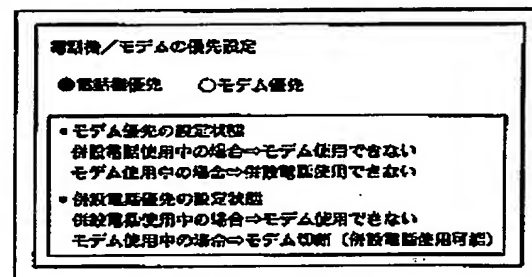 電話機/モデムの優先設定
●電話機優先 ○モデム優先
▪モデム優先の設定状態
併設電話使用中の場合⇨モデム使用できない
モデム使用中の場合⇨併設電話使用できない
▪併設電話優先の設定状態
併設電話使用中の場合⇨モデム使用できない
モデム使用中の場合⇨モデム切断(併設電話使用可能)